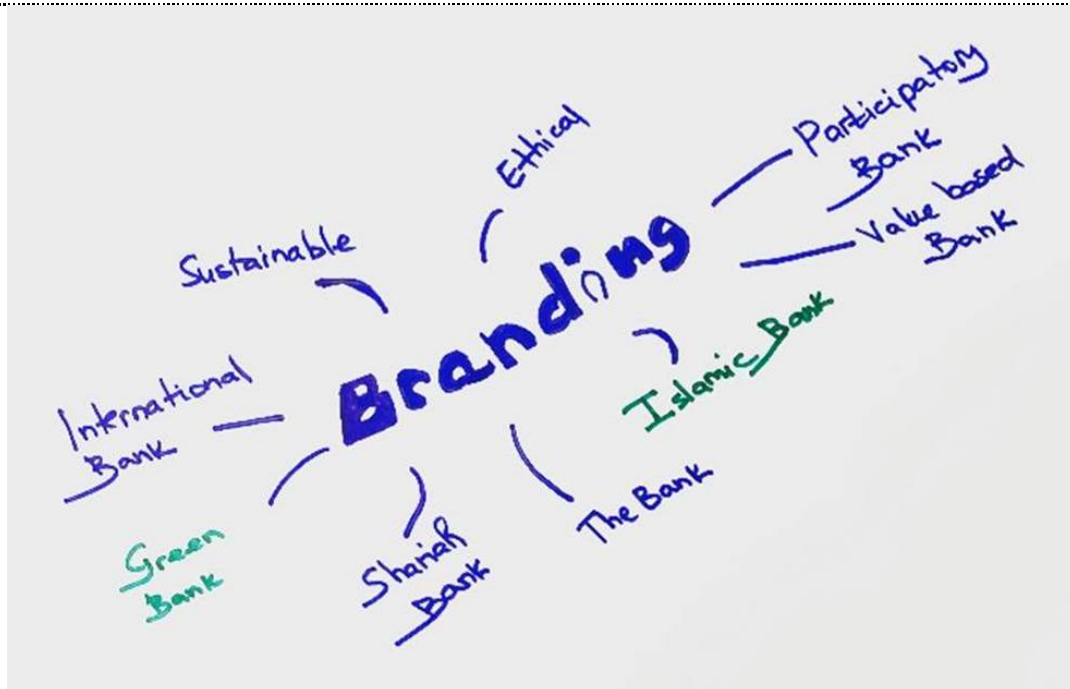 Ethical
Participatory
Bank
Value based
Bank
Sustainable
Branding
Islamic Bank
International
Bank
The Bank
Green
Bank
Shariah
Bank